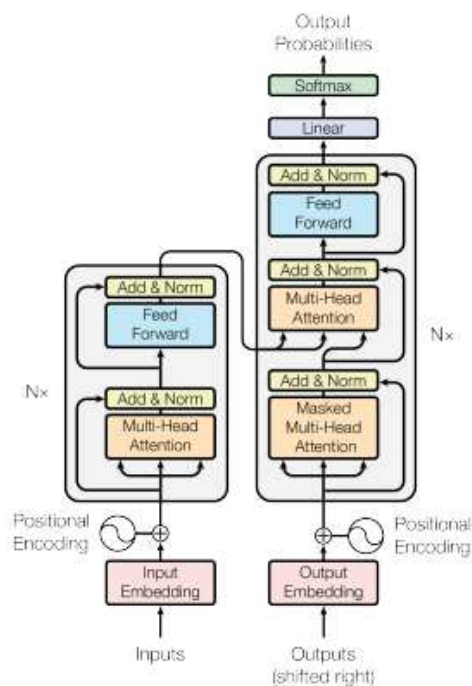 Output
Probabilities
Softmax
Linear
Add & Norm
Feed
Forward
Add & Norm
Multi-Head
Attention
Nx
Add & Norm
Masked
Multi-Head
Attention
Add & Norm
Feed
Forward
Nx
Add & Norm
Multi-Head
Attention
Positional
Encoding
Positional
Encoding
Input
Embedding
Output
Embedding
Inputs
Outputs
(shifted right)